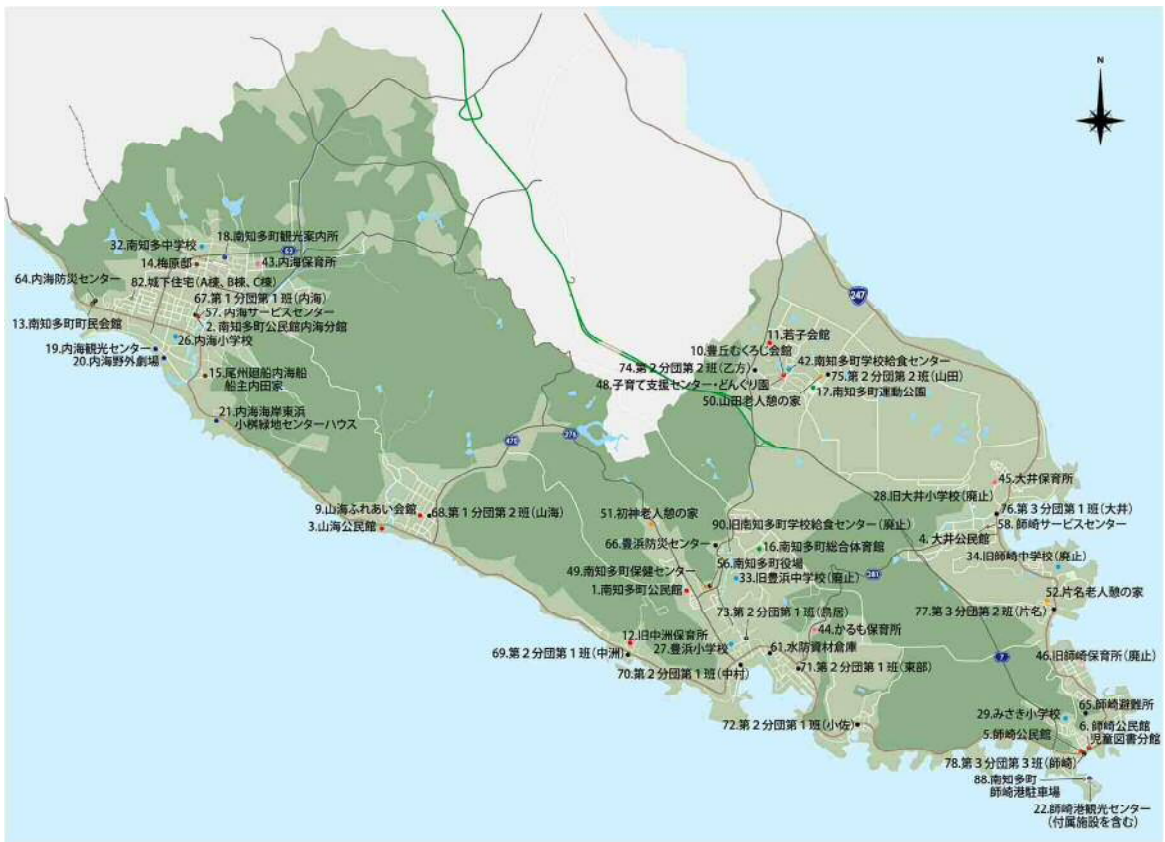 N
247
32.南知多中学校
18.南知多町観光案内所
52
43.内海保育所
14.梅原邸
64.内海防災センター
82.城下住宅(A棟、B棟、C棟)
67.第1分団第1班(内海)
57.内海サービスセンター
13.南知多町町民会館
2.南知多町公民館内海分館
26.内海小学校
19.内海観光センター
20.内海野外劇場
15.尾州廻船内海船
船主内田家
21.内海海岸東浜
小桝緑地センターハウス
11.若子会館
10.豊丘むくろじ会館
42.南知多町学校給食センター
74.第2分団第2班(乙方)
75.第2分団第2班(山田)
48.子育て支援センター・どんぐり園
17.南知多町運動公園
50.山田老人憩の家
470
276
45.大井保育所
28.旧大井小学校(廃止)
76.第3分団第1班(大井)
58.師崎サービスセンター
9.山海ふれあい会館
68.第1分団第2班(山海)
3.山海公民館
51.初神老人憩の家
90.旧南知多町学校給食センター(廃止)
4.大井公民館
66.豊浜防災センター
16.南知多町総合体育館
34.旧師崎中学校(廃止)
56.南知多町役場
49.南知多町保健センター
33.旧豊浜中学校(廃止)
281
52.片名老人憩の家
1.南知多町公民館
73.第2分団第1班(鳥居)
77.第3分団第2班(片名)
44.かるも保育所
12.旧中洲保育所
27.豊浜小学校
61.水防資材倉庫
69.第2分団第1班(中洲)
7
46.旧師崎保育所(廃止)
70.第2分団第1班(中村)
71.第2分団第1班(東部)
65.師崎避難所
29.みさき小学校
6.師崎公民館
児童図書分館
72.第2分団第1班(小佐)
5.師崎公民館
78.第3分団第3班(師崎)
88.南知多町
師崎港駐車場
22.師崎港観光センター
(付属施設を含む)